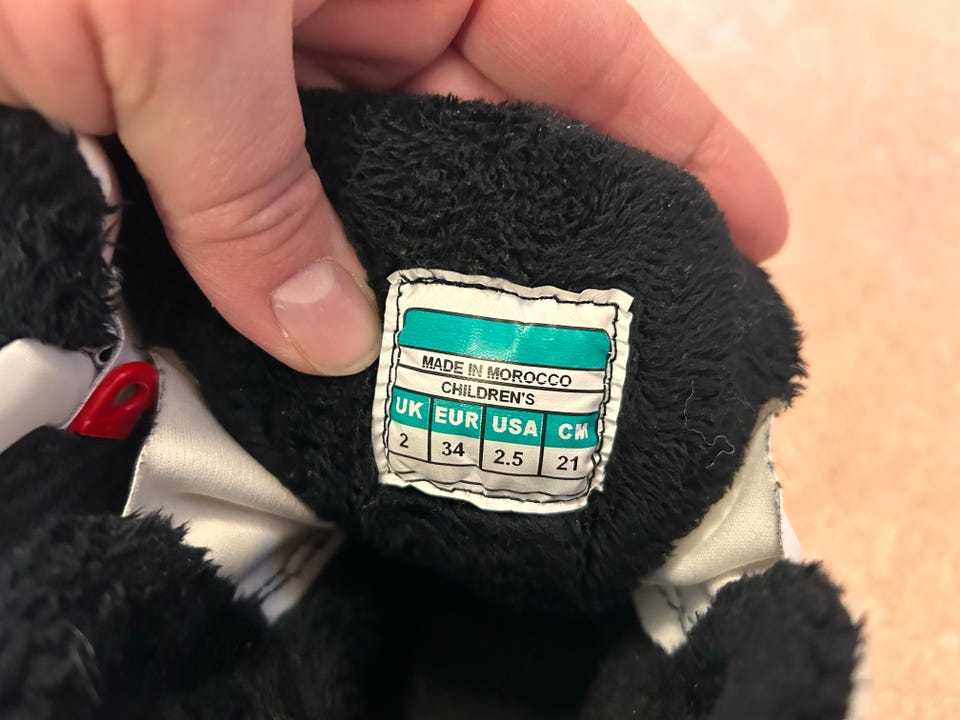 MADE IN MOROCCO
CHILDREN'S
UK EUR USA CM
2 34 2.5 21